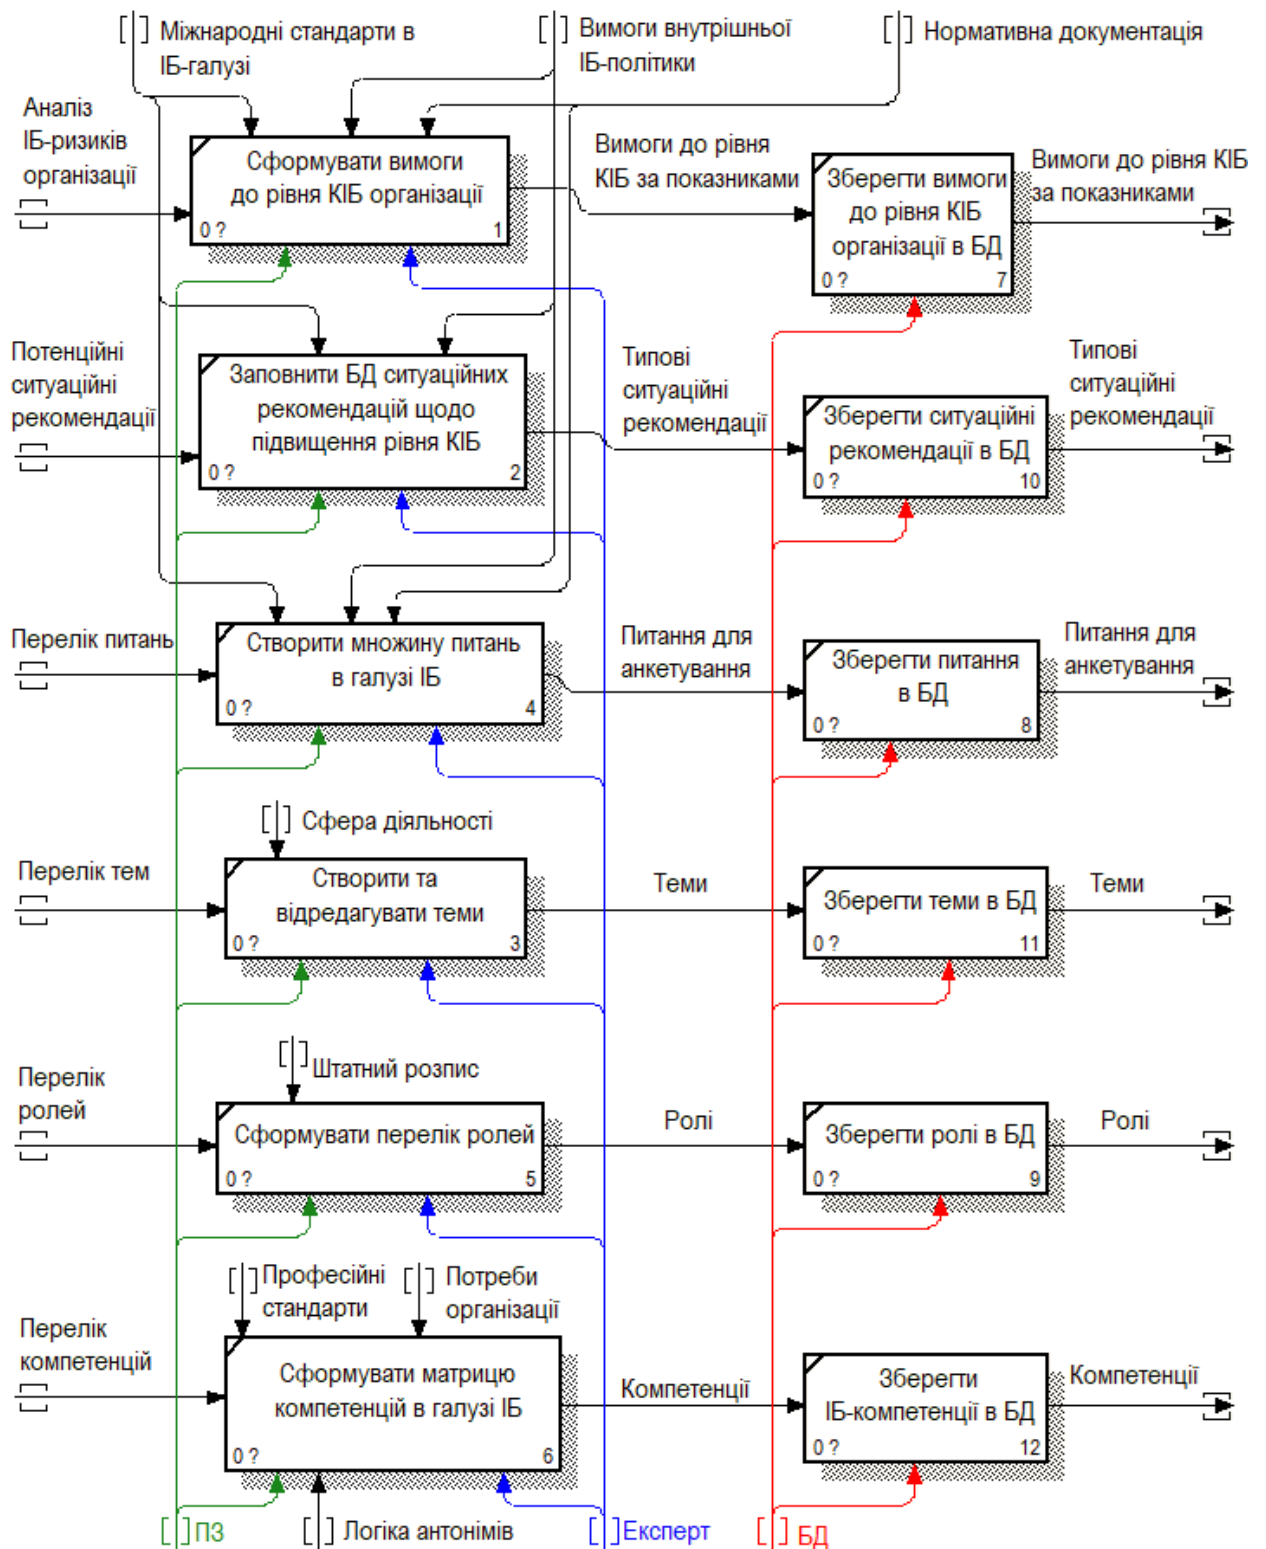 Міжнародні стандарти в
ІБ-галузі
Вимоги внутрішньої
ІБ-політики
Нормативна документація
Аналіз
ІБ-ризиків
організації
Сформувати вимоги
до рівня КІБ організації
0 ?
1
Вимоги до рівня
КІБ за показниками
Зберегти вимоги
до рівня КІБ
організації в БД
0 ?
7
Вимоги до рівня КІБ
за показниками
Потенційні
ситуаційні
рекомендації
Заповнити БД ситуаційних
рекомендацій щодо
підвищення рівня КІБ
0 ?
2
Типові
ситуаційні
рекомендації
Зберегти ситуаційні
рекомендації в БД
0 ?
10
Типові
ситуаційні
рекомендації
Перелік питань
Створити множину питань
в галузі ІБ
0 ?
4
Питання для
анкетування
Зберегти питання
в БД
0 ?
8
Питання для
анкетування
Сфера діяльності
Перелік тем
Створити та
відредагувати теми
0 ?
3
Теми
Зберегти теми в БД
0 ?
11
Теми
Штатний розпис
Перелік
ролей
Сформувати перелік ролей
0 ?
5
Ролі
Зберегти ролі в БД
0 ?
9
Ролі
Професійні
стандарти
Потреби
організації
Перелік
компетенцій
Сформувати матрицю
компетенцій в галузі ІБ
0 ?
6
Компетенції
Зберегти
ІБ-компетенції в БД
0 ?
12
Компетенції
ПЗ
Логіка антонімів
Експерт
БД